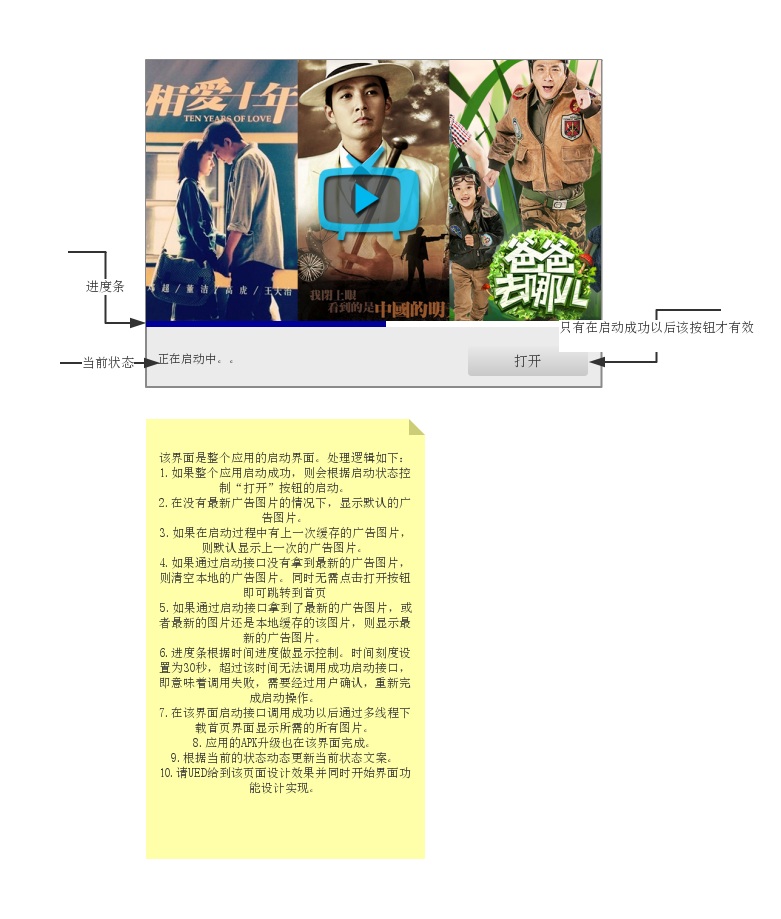 相爱十年
TEN YEARS OF LOVE
邓超 / 董洁 / 高虎 / 王大治
我閉上眼
看到的是中國的明
爸爸
去哪儿
进度条
只有在启动成功以后该按钮才有效
当前状态
正在启动中。。
打开
该界面是整个应用的启动界面。处理逻辑如下：
1.如果整个应用启动成功，则会根据启动状态控
制“打开”按钮的启动。
2.在没有最新广告图片的情况下，显示默认的广
告图片。
3.如果在启动过程中有上一次缓存的广告图片，
则默认显示上一次的广告图片。
4.如果通过启动接口没有拿到最新的广告图片，
则清空本地的广告图片。同时无需点击打开按钮
即可跳转到首页
5.如果通过启动接口拿到了最新的广告图片，或
者最新的图片还是本地缓存的该图片，则显示最
新的广告图片。
6.进度条根据时间进度做显示控制。时间刻度设
置为30秒，超过该时间无法调用成功启动接口，
即意味着调用失败，需要经过用户确认，重新完
成启动操作。
7.在该界面启动接口调用成功以后通过多线程下
载首页界面显示所需的所有图片。
8.应用的APK升级也在该界面完成。
9.根据当前的状态动态更新当前状态文案。
10.请UED给到该页面设计效果并同时开始界面功
能设计实现。